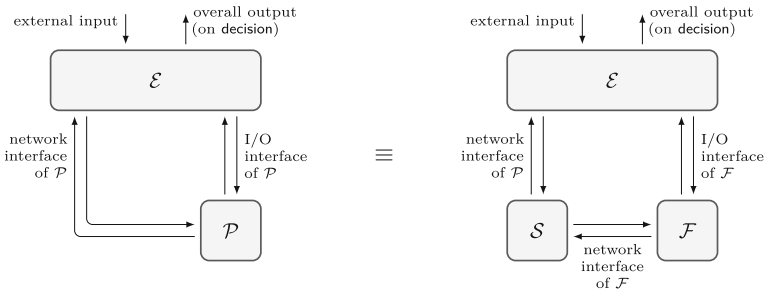 external input
overall output
(on decision)
ℰ
network
interface
of 𝒫
I/O
interface
of 𝒫
𝒫
≡
external input
overall output
(on decision)
ℰ
network
interface
of 𝒫
I/O
interface
of ℱ
𝒮
ℱ
network
interface
of ℱ